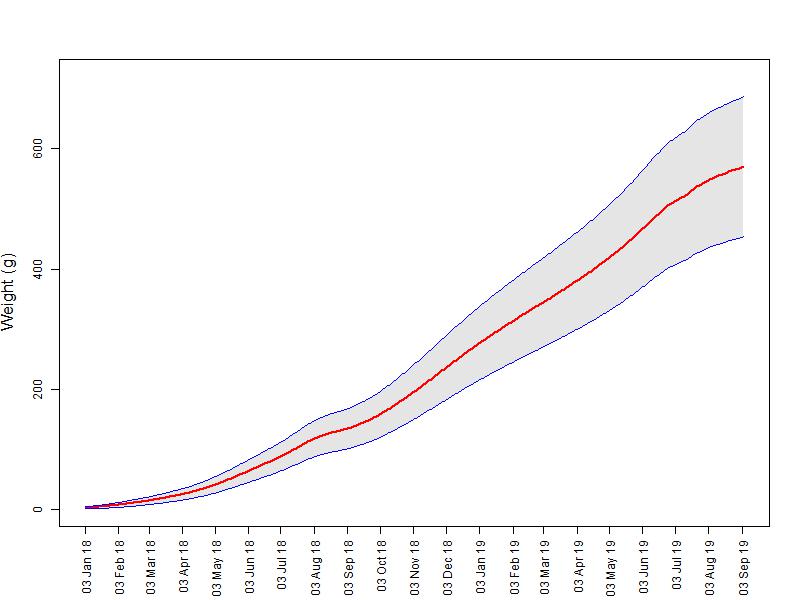 Weight (g)
600
400
200
0
03 Jan 18
03 Feb 18
03 Mar 18
03 Apr 18
03 May 18
03 Jun 18
03 Jul 18
03 Aug 18
03 Sep 18
03 Oct 18
03 Nov 18
03 Dec 18
03 Jan 19
03 Feb 19
03 Mar 19
03 Apr 19
03 May 19
03 Jun 19
03 Jul 19
03 Aug 19
03 Sep 19